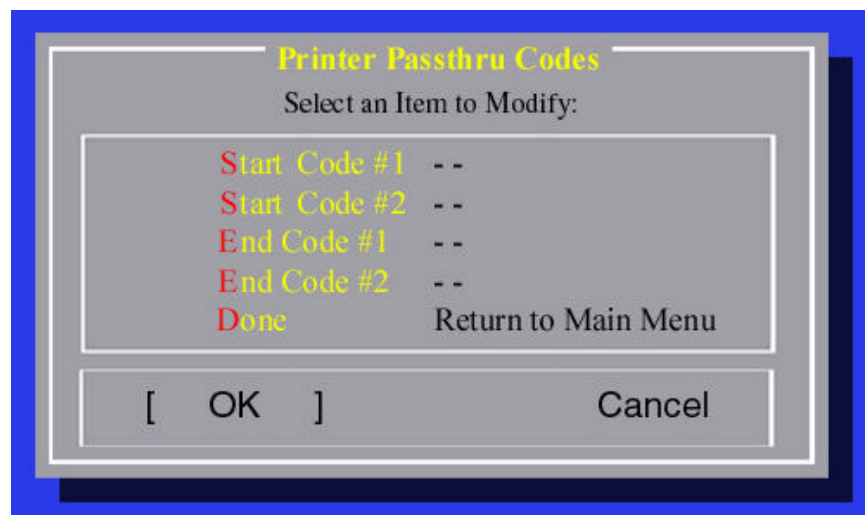 Printer Passthru Codes
Select an Item to Modify:
Start Code #1 - -
Start Code #2 - -
End Code #1 - -
End Code #2 - -
Done Return to Main Menu
[ OK ] Cancel